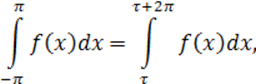 ∫_{-π}^{π} f(x)dx = ∫_{τ}^{τ+2π} f(x)dx,